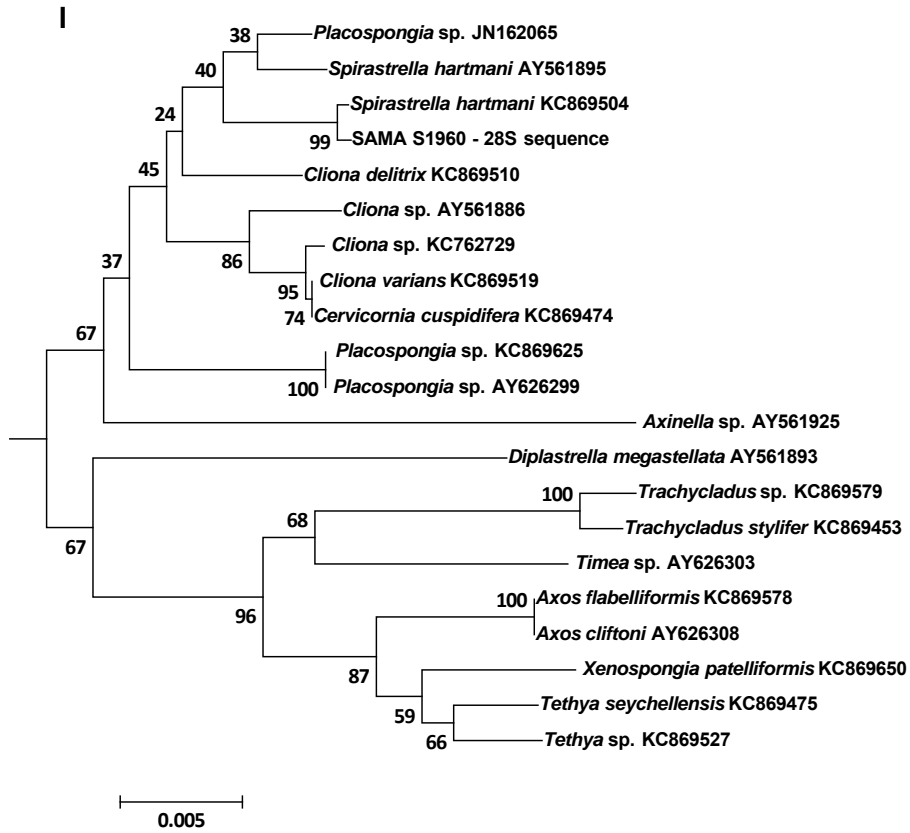 I
38
Placospongia sp. JN162065
40
Spirastrella hartmani AY561895
24
Spirastrella hartmani KC869504
99
SAMA S1960 - 28S sequence
45
Cliona delitrix KC869510
Cliona sp. AY561886
86
Cliona sp. KC762729
37
95
Cliona varians KC869519
74
Cervicornia cuspidifera KC869474
67
Placospongia sp. KC869625
100
Placospongia sp. AY626299
Axinella sp. AY561925
Diplastrella megastellata AY561893
67
100
Trachycladus sp. KC869579
68
Trachycladus stylifer KC869453
Timea sp. AY626303
96
100
Axos flabelliformis KC869578
Axos cliftoni AY626308
87
Xenospongia patelliformis KC869650
59
Tethya seychellensis KC869475
66
Tethya sp. KC869527
0.005